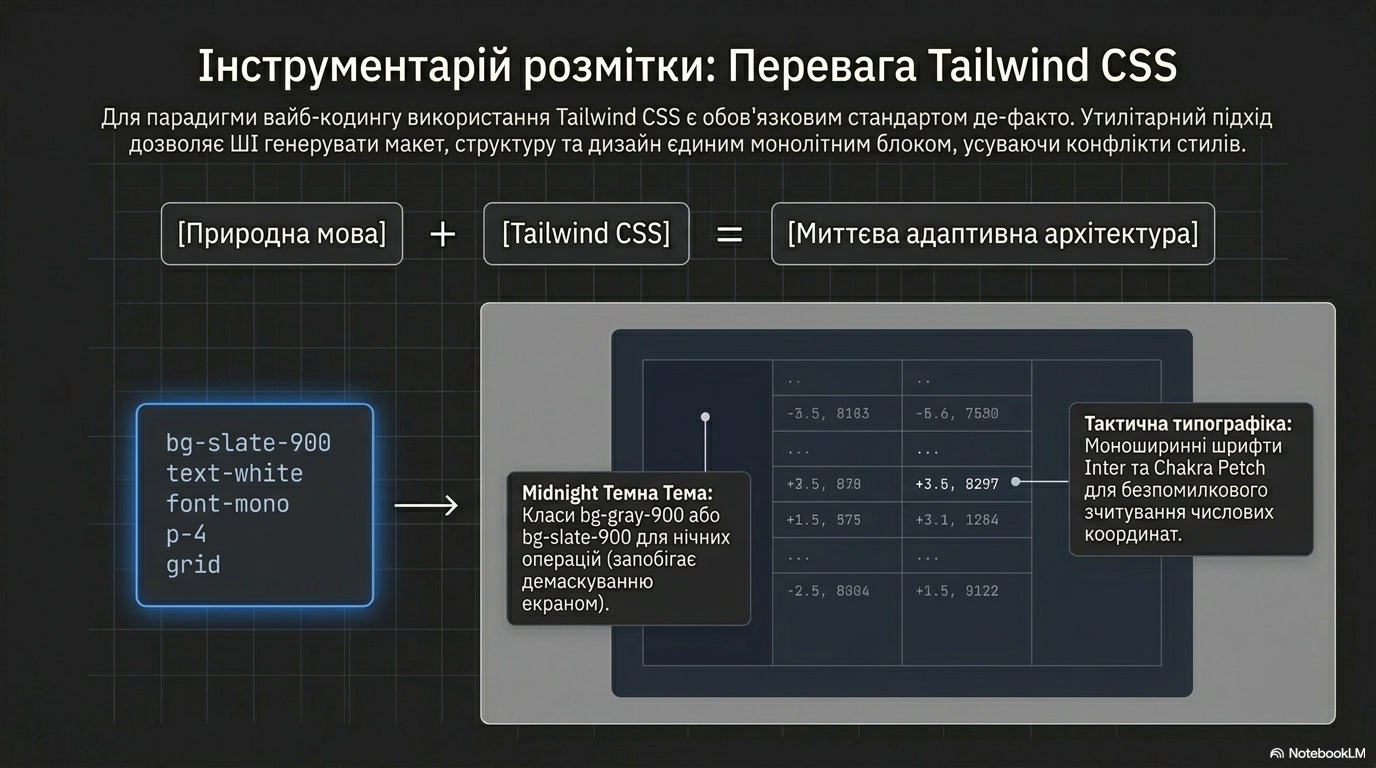 Інструментарій розмітки: Перевага Tailwind CSS
Для парадигми вайб-кодингу використання Tailwind CSS є обов'язковим стандартом де-факто. Утилітарний підхід
дозволяє ШІ генерувати макет, структуру та дизайн єдиним монолітним блоком, усуваючи конфлікти стилів.
[Природна мова] + [Tailwind CSS] = [Миттєва адаптивна архітектура]
bg-slate-900
text-white
font-mono
p-4
grid
Midnight Темна Тема:
Класи bg-gray-900 або
bg-slate-900 для нічних
операцій (запобігає
демаскуванню
екраном).
.. ..
-3.5, 8103 -5.6, 7580
... ...
+3.5, 878 +3.5, 8297
+1.5, 575 +3.1, 1264
... ...
-2.5, 8004 +1.5, 9122
Тактична типографіка:
Моноширинні шрифти
Inter та Chakra Petch
для безпомилкового
зчитування числових
координат.
NotebookLM